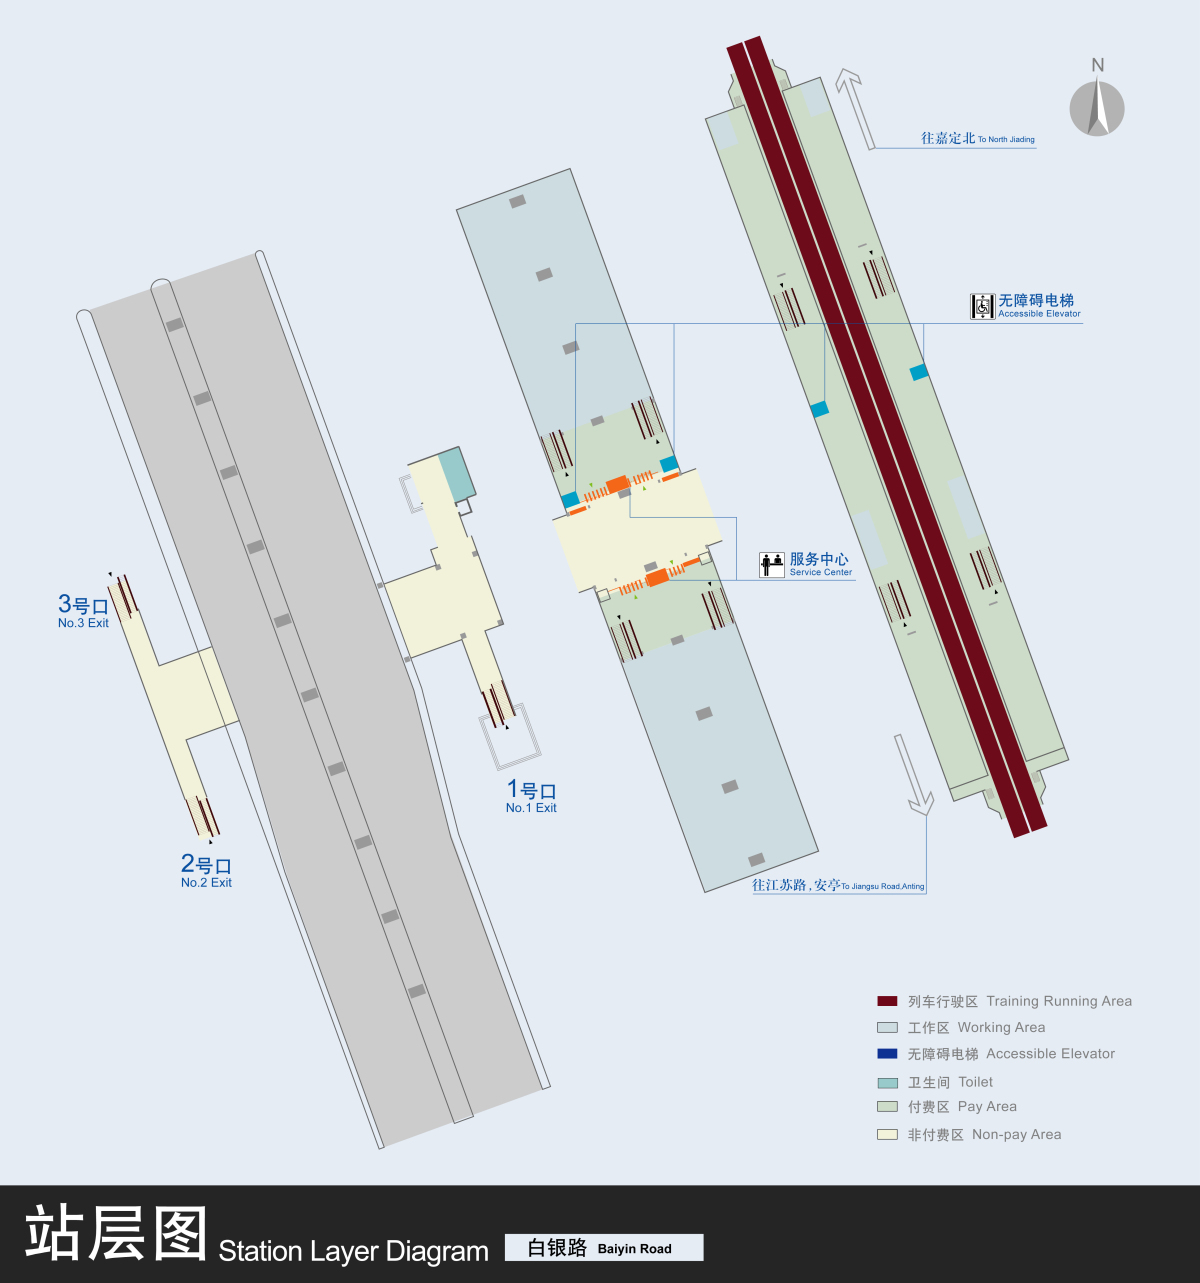 N
往嘉定北 To North Jiading
无障碍电梯
Accessible Elevator
服务中心
Service Center
3号口
No.3 Exit
1号口
No.1 Exit
2号口
No.2 Exit
往江苏路,安亭To Jiangsu Road,Anting
列车行驶区 Training Running Area
工作区 Working Area
无障碍电梯 Accessible Elevator
卫生间 Toilet
付费区 Pay Area
非付费区 Non-pay Area
站层图 Station Layer Diagram 白银路 Baiyin Road